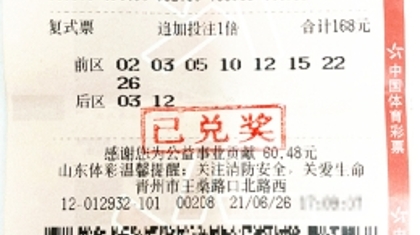 复式票 追加投注1倍 合计168元
前区 02 03 05 10 12 15 22
26
后区 03 12
已兑奖
感谢您为公益事业贡献 60.48元
山东体彩温馨提醒：关注消防安全，关爱生命
青州市王桑路口北路西
12-012932-101 00208 21/06/26
中国体育彩票